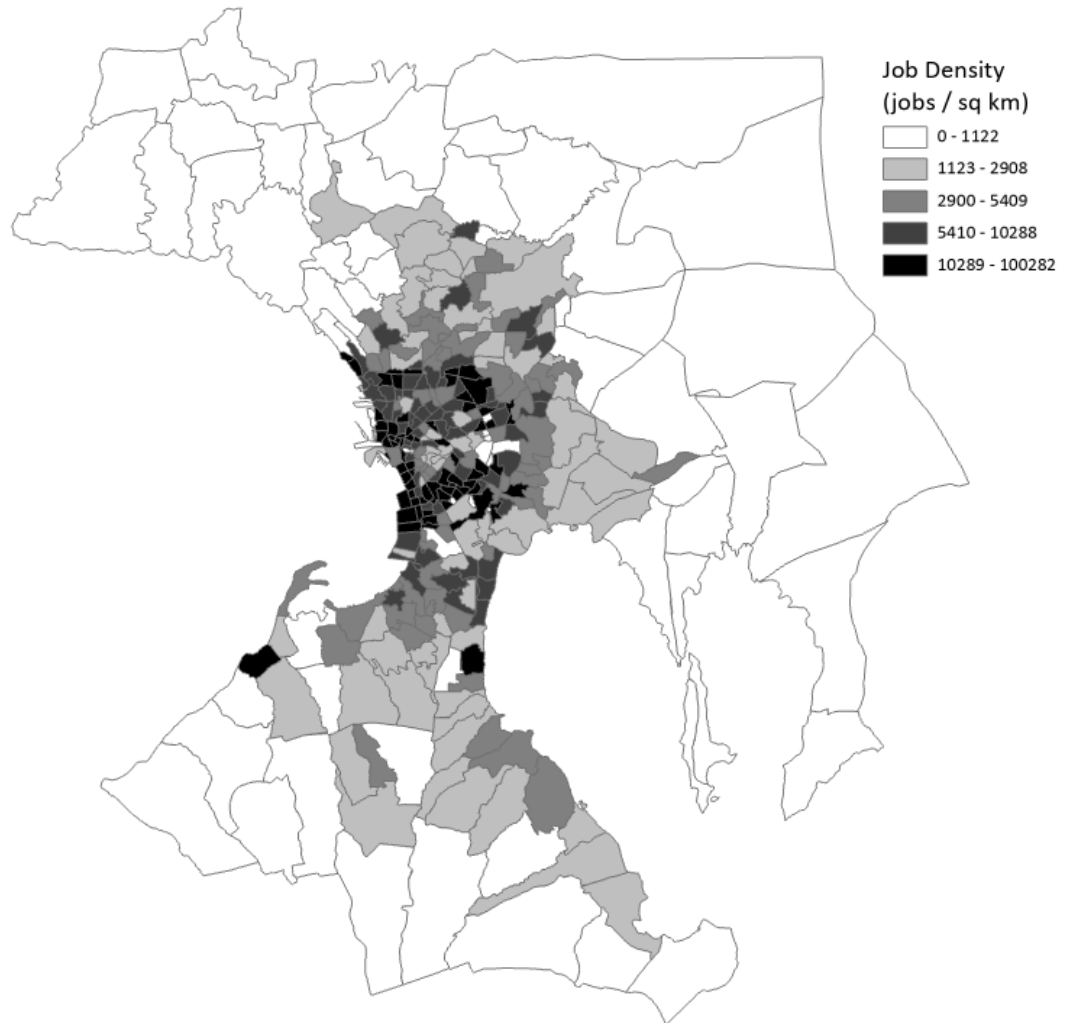 Job Density
(jobs / sq km)
0 - 1122
1123 - 2908
2900 - 5409
5410 - 10288
10289 - 100282